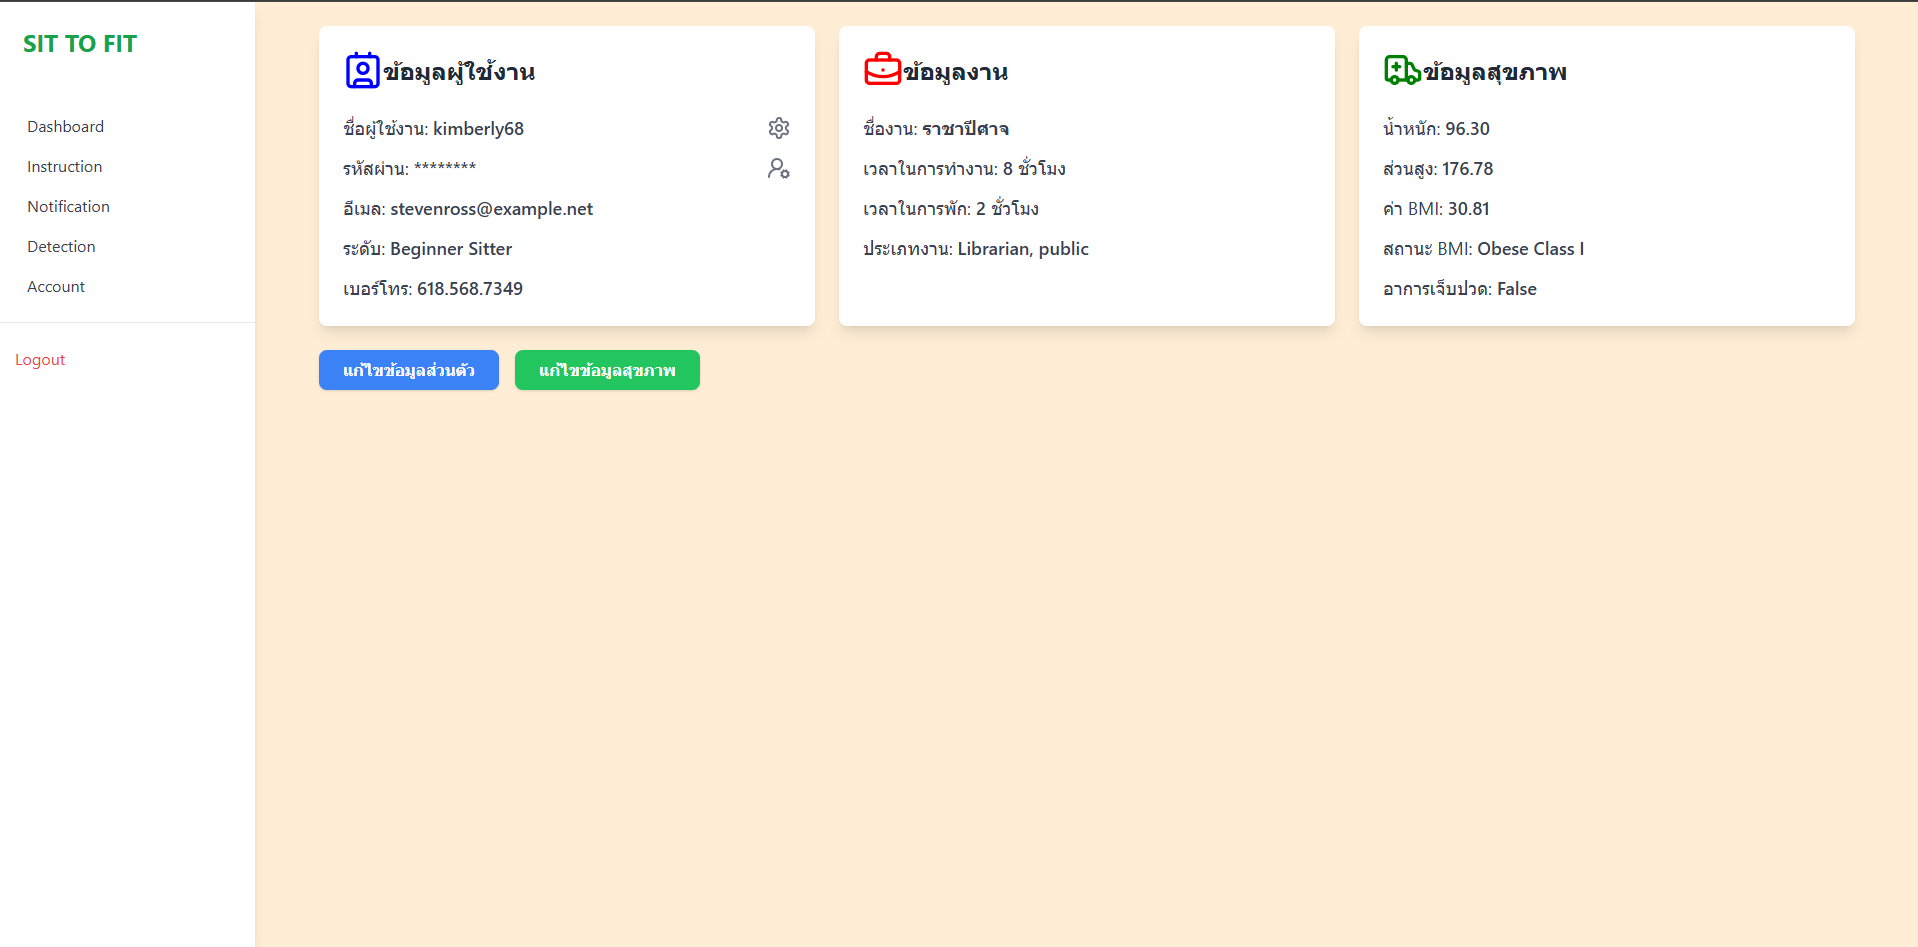 SIT TO FIT
Dashboard
Instruction
Notification
Detection
Account
Logout
ข้อมูลผู้ใช้งาน
ชื่อผู้ใช้งาน: kimberly68
รหัสผ่าน: ********
อีเมล: stevenross@example.net
ระดับ: Beginner Sitter
เบอร์โทร: 618.568.7349
ข้อมูลงาน
ชื่องาน: ราชาปีศาจ
เวลาในการทำงาน: 8 ชั่วโมง
เวลาในการพัก: 2 ชั่วโมง
ประเภทงาน: Librarian, public
ข้อมูลสุขภาพ
น้ำหนัก: 96.30
ส่วนสูง: 176.78
ค่า BMI: 30.81
สถานะ BMI: Obese Class I
อาการเจ็บปวด: False
แก้ไขข้อมูลส่วนตัว
แก้ไขข้อมูลสุขภาพ